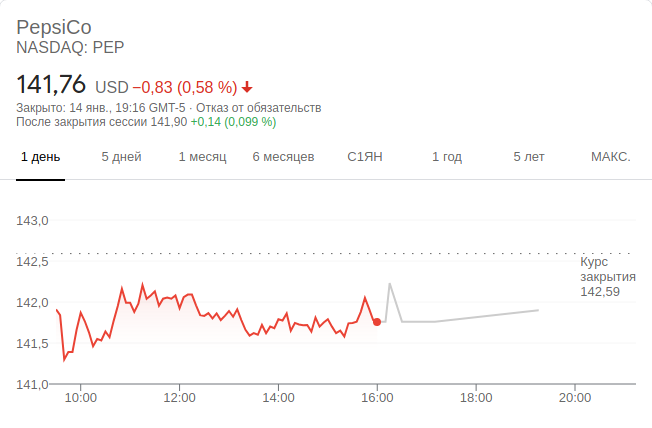 PepsiCo
NASDAQ: PEP
141,76 USD −0,83 (0,58 %)
Закрыто: 14 янв., 19:16 GMT-5 · Отказ от обязательств
После закрытия сессии 141,90 +0,14 (0,099 %)
1 день 5 дней 1 месяц 6 месяцев С1ЯН 1 год 5 лет МАКС.
143,0
142,5
142,0
141,5
141,0
Курс
закрытия
142,59
10:00 12:00 14:00 16:00 18:00 20:00